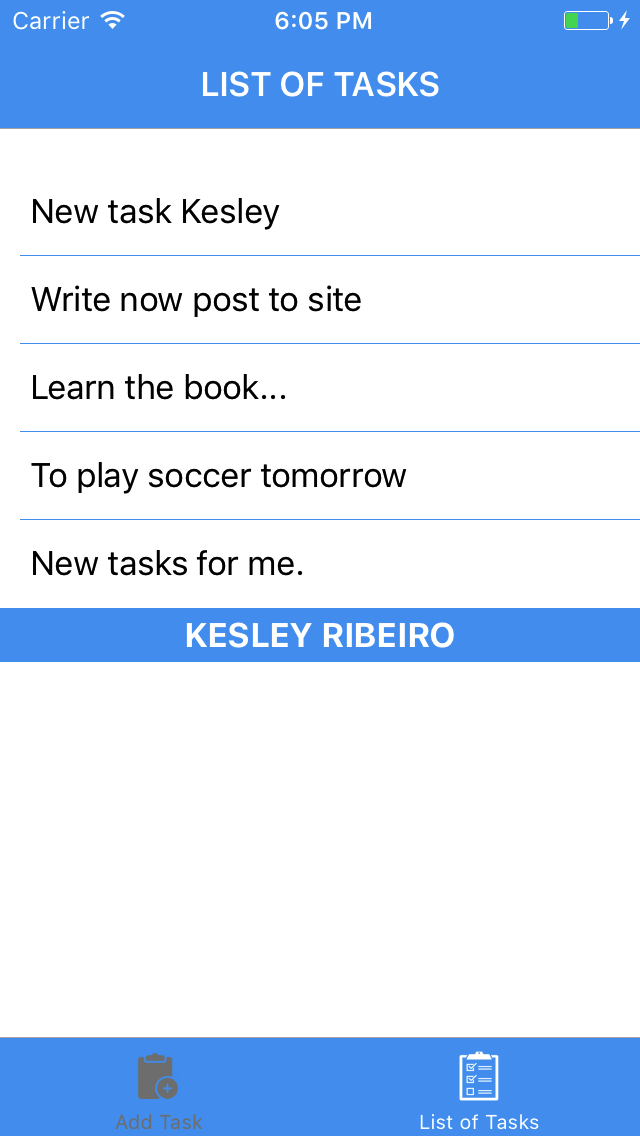 Carrier 6:05 PM
LIST OF TASKS
New task Kesley
Write now post to site
Learn the book...
To play soccer tomorrow
New tasks for me.
KESLEY RIBEIRO
Add Task List of Tasks